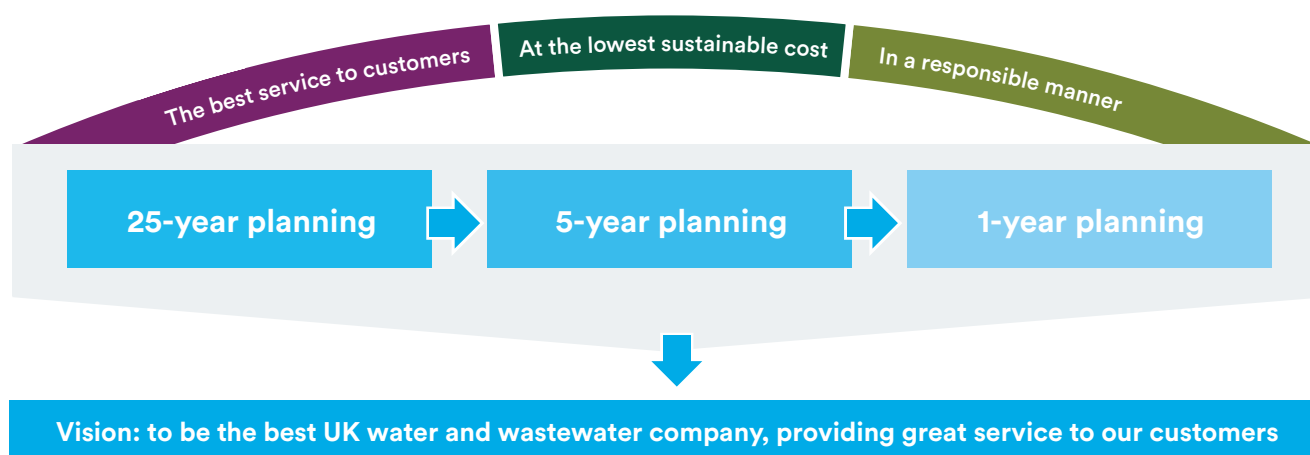 The best service to customers
At the lowest sustainable cost
In a responsible manner
25-year planning
5-year planning
1-year planning
Vision: to be the best UK water and wastewater company, providing great service to our customers